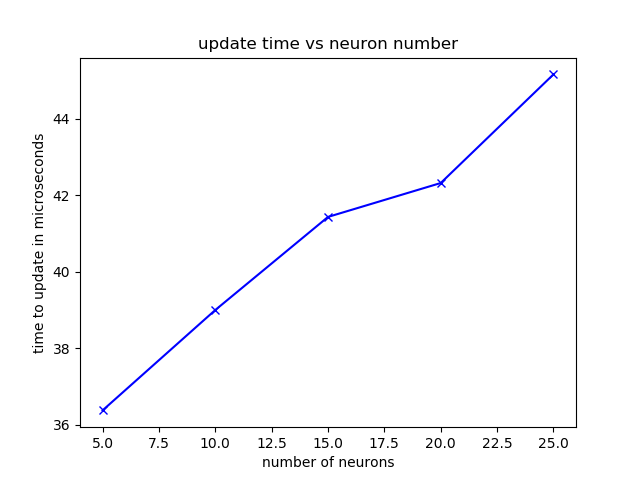 update time vs neuron number
44
42
40
38
36
time to update in microseconds
5.0 7.5 10.0 12.5 15.0 17.5 20.0 22.5 25.0
number of neurons